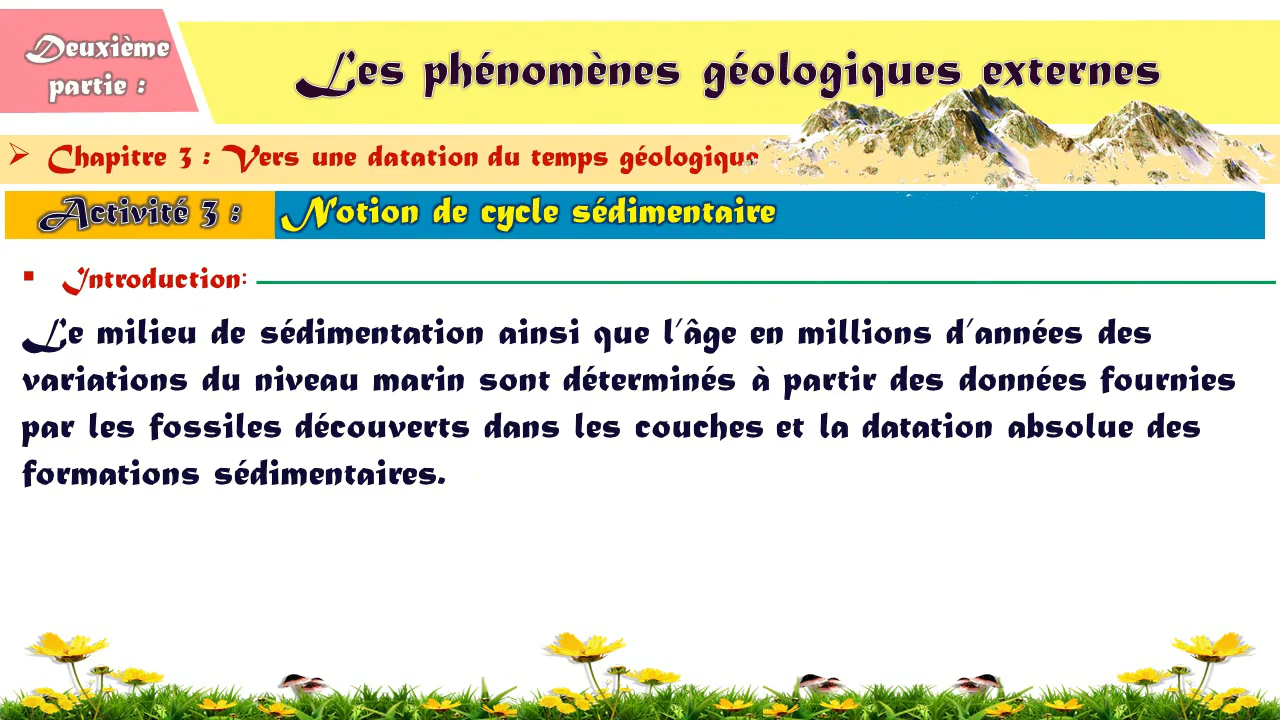 Deuxième
partie :
Les phénomènes géologiques externes
Chapitre 3 : Vers une datation du temps géologique
Activité 3 :
Notion de cycle sédimentaire
Introduction:
Le milieu de sédimentation ainsi que l'âge en millions d'années des
variations du niveau marin sont déterminés à partir des données fournies
par les fossiles découverts dans les couches et la datation absolue des
formations sédimentaires.